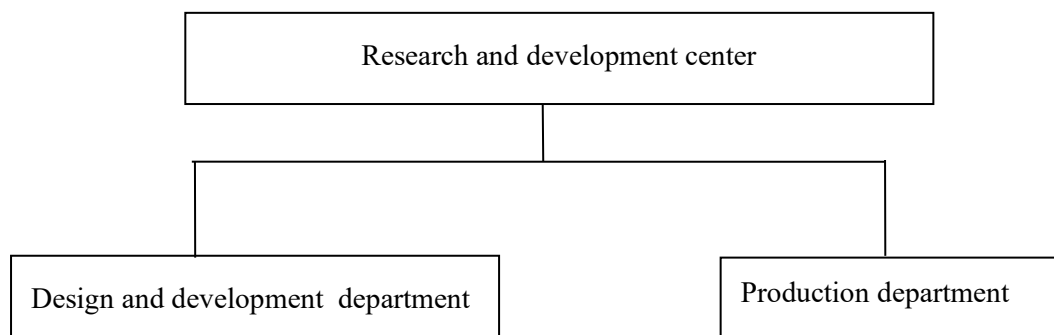 Research and development center
Design and development department
Production department